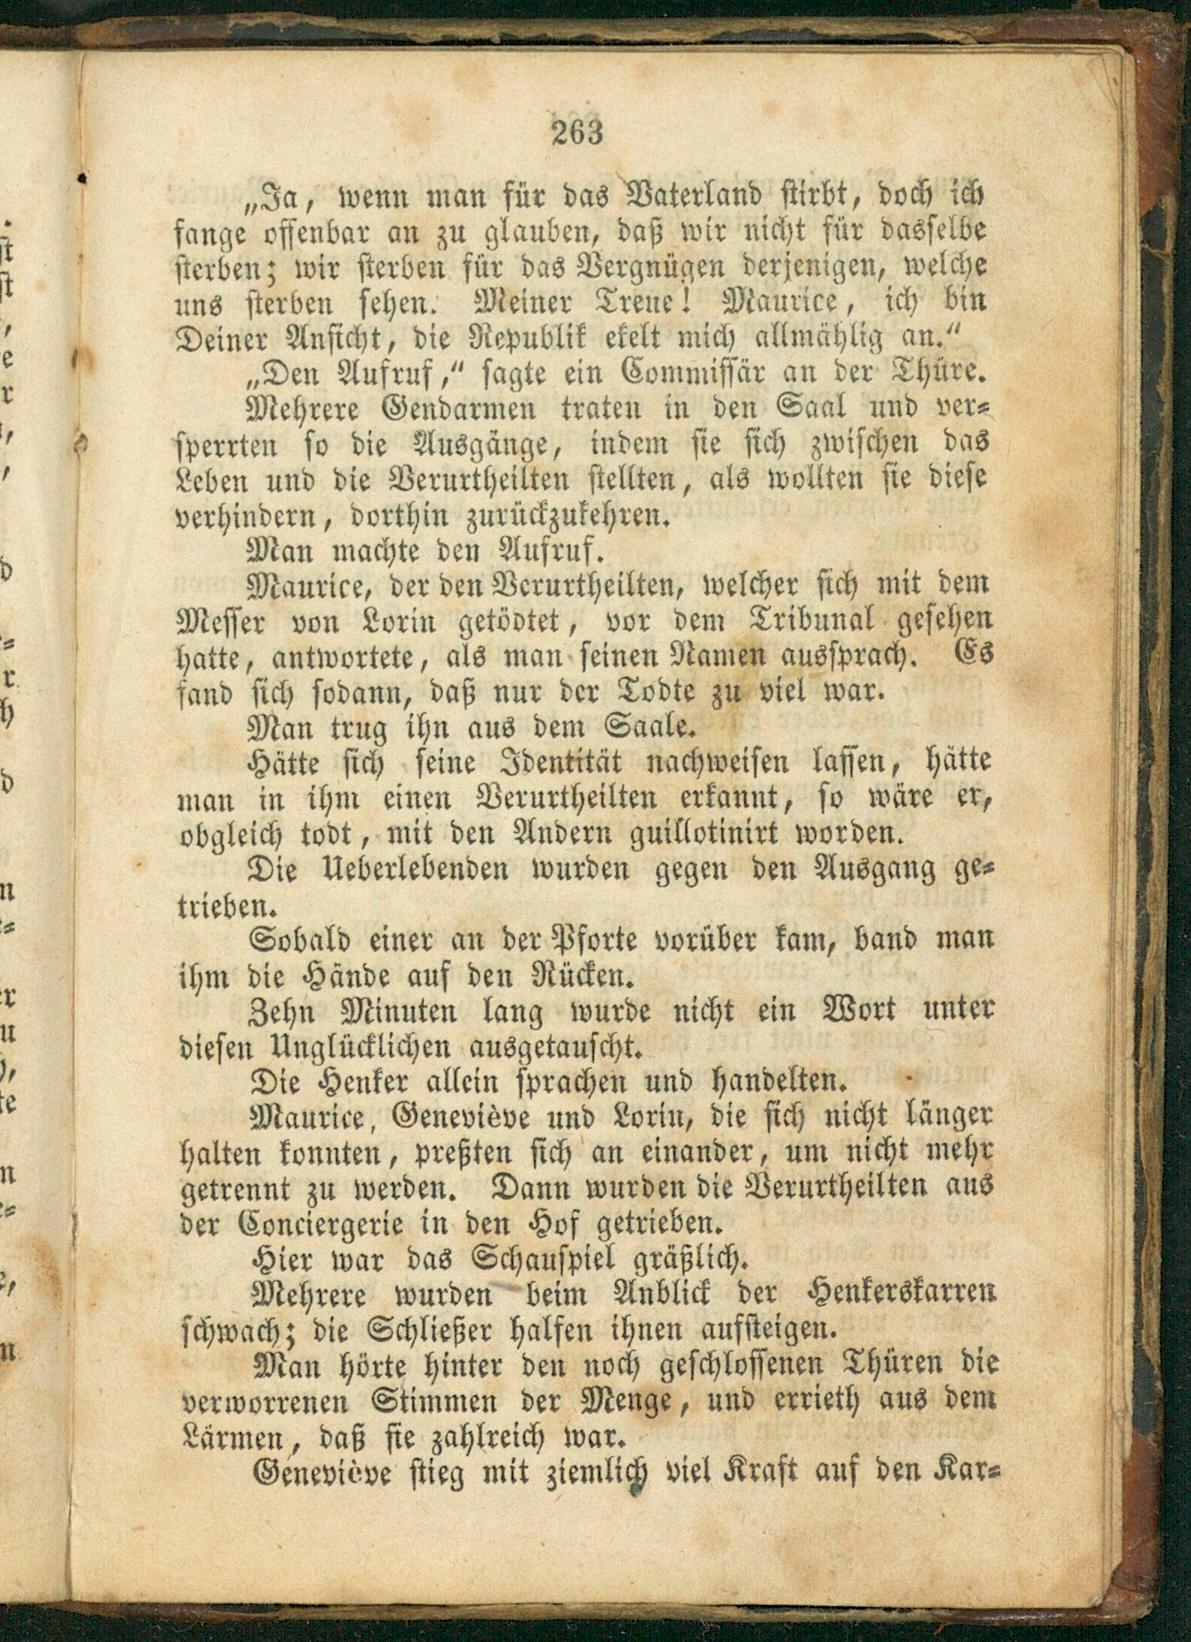 263
„Ja, wenn man für das Vaterland stirbt, doch ich
fange offenbar an zu glauben, daß wir nicht für dasselbe
sterben; wir sterben für das Vergnügen derjenigen, welche
uns sterben sehen. Meiner Treue! Maurice, ich bin
Deiner Ansicht, die Republik ekelt mich allmählig an.“
„Den Aufruf,“ sagte ein Commissär an der Thüre.
Mehrere Gendarmen traten in den Saal und ver-
sperrten so die Ausgänge, indem sie sich zwischen das
Leben und die Verurtheilten stellten, als wollten sie diese
verhindern, dorthin zurückzukehren.
Man machte den Aufruf.
Maurice, der den Verurtheilten, welcher sich mit dem
Messer von Lorin getödtet, vor dem Tribunal gesehen
hatte, antwortete, als man seinen Namen aussprach. Es
fand sich sodann, daß nur der Todte zu viel war.
Man trug ihn aus dem Saale.
Hätte sich seine Identität nachweisen lassen, hätte
man in ihm einen Verurtheilten erkannt, so wäre er,
obgleich todt, mit den Andern guillotinirt worden.
Die Ueberlebenden wurden gegen den Ausgang ge-
trieben.
Sobald einer an der Pforte vorüber kam, band man
ihm die Hände auf den Rücken.
Zehn Minuten lang wurde nicht ein Wort unter
diesen Unglücklichen ausgetauscht.
Die Henker allein sprachen und handelten.
Maurice, Geneviève und Lorin, die sich nicht länger
halten konnten, preßten sich an einander, um nicht mehr
getrennt zu werden. Dann wurden die Verurtheilten aus
der Conciergerie in den Hof getrieben.
Hier war das Schauspiel gräßlich.
Mehrere wurden beim Anblick der Henkerskarren
schwach; die Schließer halfen ihnen aufsteigen.
Man hörte hinter den noch geschlossenen Thüren die
verworrenen Stimmen der Menge, und errieth aus dem
Lärmen, daß sie zahlreich war.
Geneviève stieg mit ziemlich viel Kraft auf den Kar-